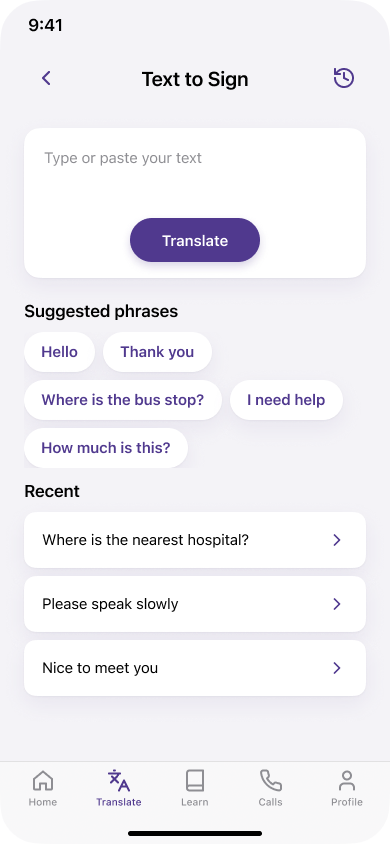 9:41
Text to Sign
Type or paste your text
Translate
Suggested phrases
Hello
Thank you
Where is the bus stop?
I need help
How much is this?
Recent
Where is the nearest hospital?
Please speak slowly
Nice to meet you
Home
Translate
Learn
Calls
Profile